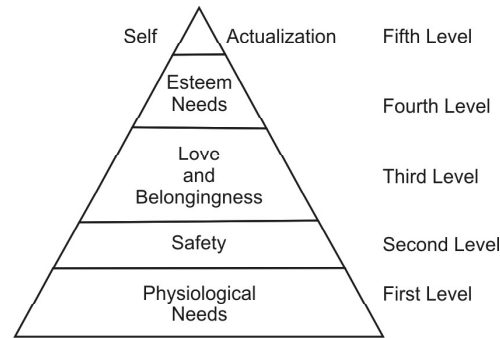 Self Actualization Fifth Level
Esteem
Needs Fourth Level
Love
and Third Level
Belongingness
Safety Second Level
Physiological First Level
Needs